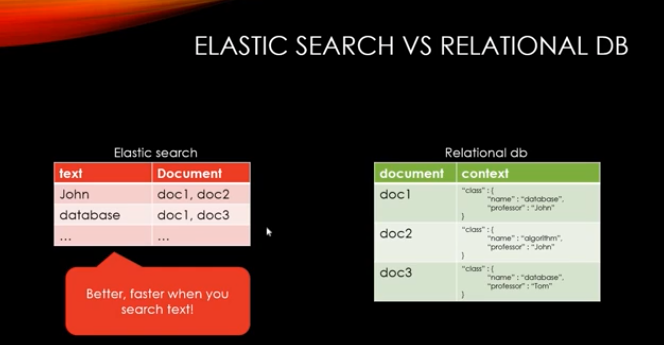 ELASTIC SEARCH VS RELATIONAL DB
Elastic search
text Document
John doc1, doc2
database doc1, doc3
... ...
Better, faster when you
search text!
Relational db
document context
doc1
"class" : {
"name" : "database",
"professor" : "John"
}
doc2
"class" : {
"name" : "algorithm",
"professor" : "John"
}
doc3
"class" : {
"name" : "database",
"professor" : "Tom"
}